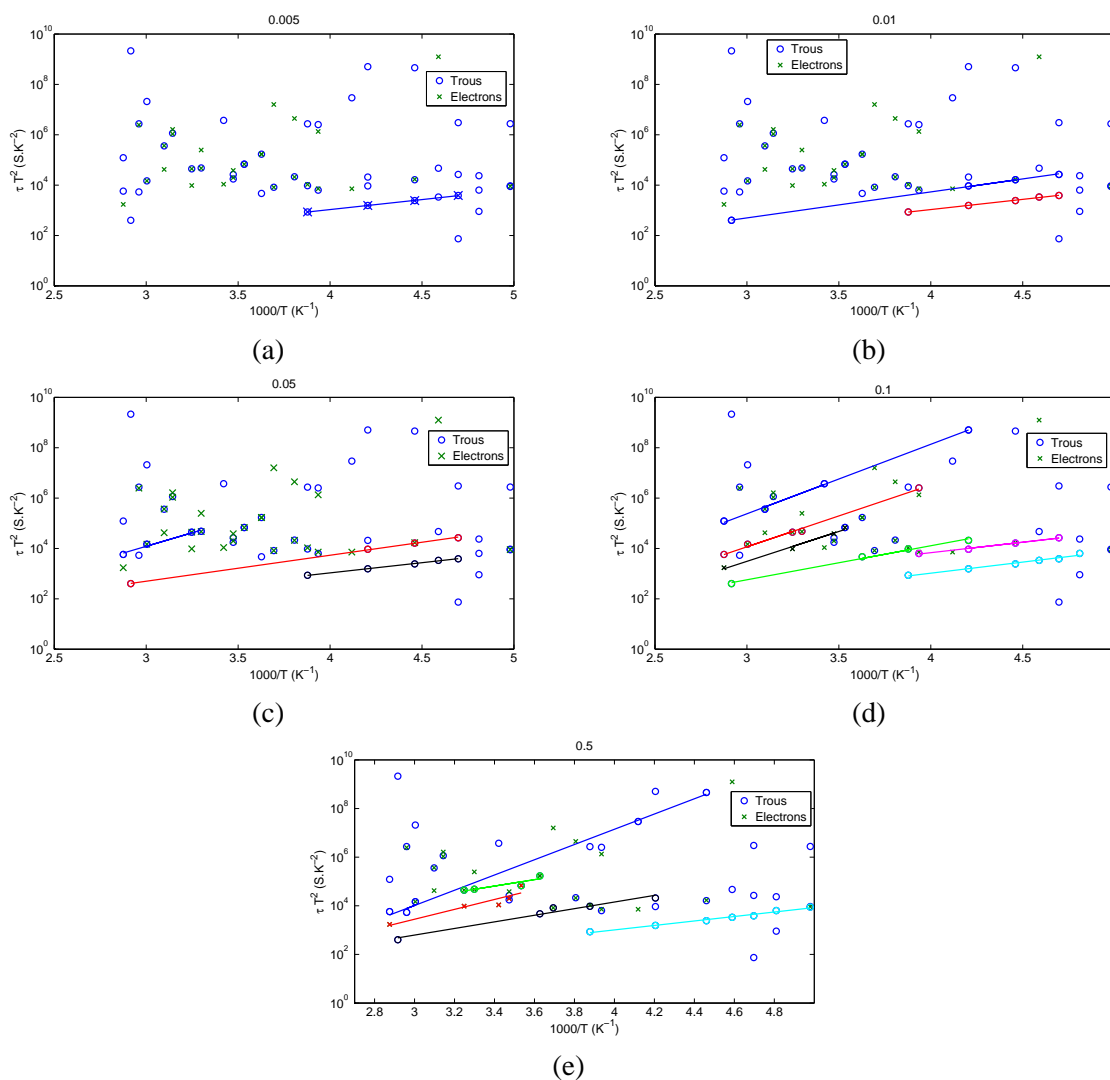 0.005
10^10
10^8
10^6
10^4
10^2
10^0
τ T^2 (S.K^−2)
Trous
Electrons
2.5 3 3.5 4 4.5 5
1000/T (K^−1)
(a)
0.01
10^10
10^8
10^6
10^4
10^2
10^0
τ T^2 (S.K^−2)
Trous
Electrons
2.5 3 3.5 4 4.5
1000/T (K^−1)
(b)
0.05
10^10
10^8
10^6
10^4
10^2
10^0
τ T^2 (S.K^−2)
Trous
Electrons
2.5 3 3.5 4 4.5 5
1000/T (K^−1)
(c)
0.1
10^10
10^8
10^6
10^4
10^2
10^0
τ T^2 (S.K^−2)
Trous
Electrons
2.5 3 3.5 4 4.5
1000/T (K^−1)
(d)
0.5
10^10
10^8
10^6
10^4
10^2
10^0
τ T^2 (S.K^−2)
Trous
Electrons
2.8 3 3.2 3.4 3.6 3.8 4 4.2 4.4 4.6 4.8
1000/T (K^−1)
(e)